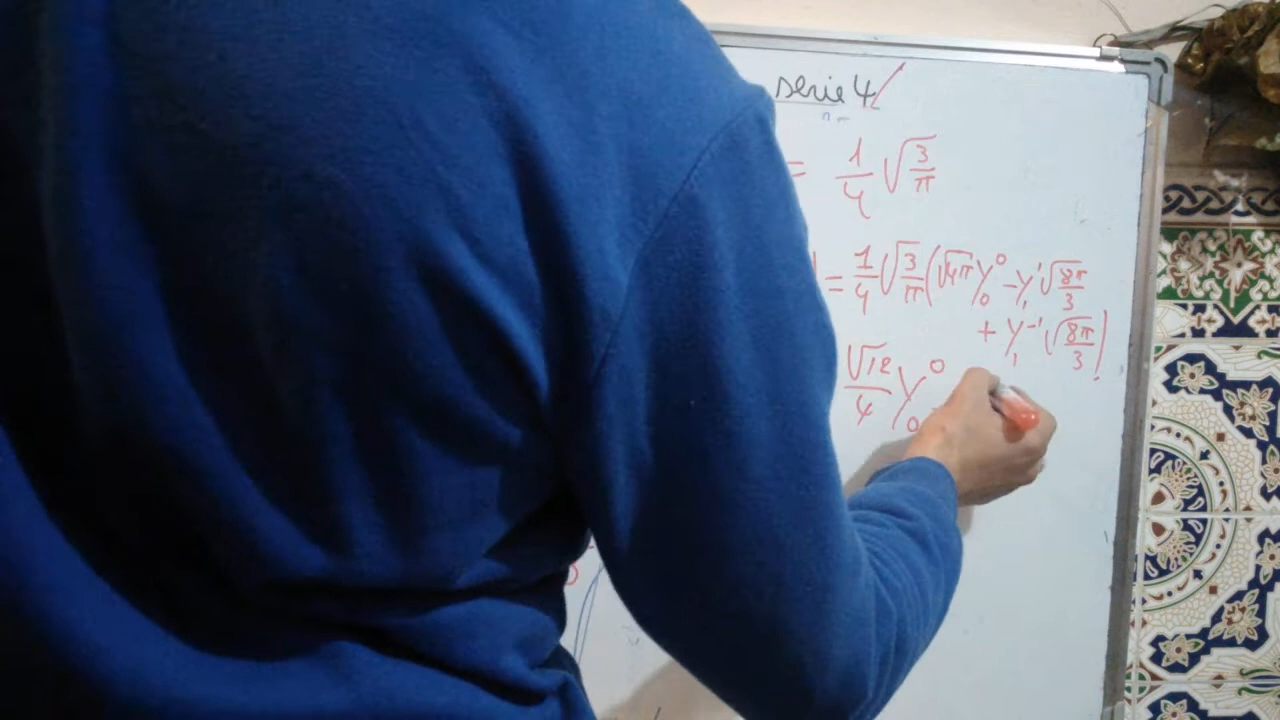 serie 4
= 1/4 √(3/π)
= 1/4 √(3/π) (√4π Y₀⁰ - Y₁¹ √(8π/3)
+ Y₁⁻¹ √(8π/3))
√12/4 Y₀⁰